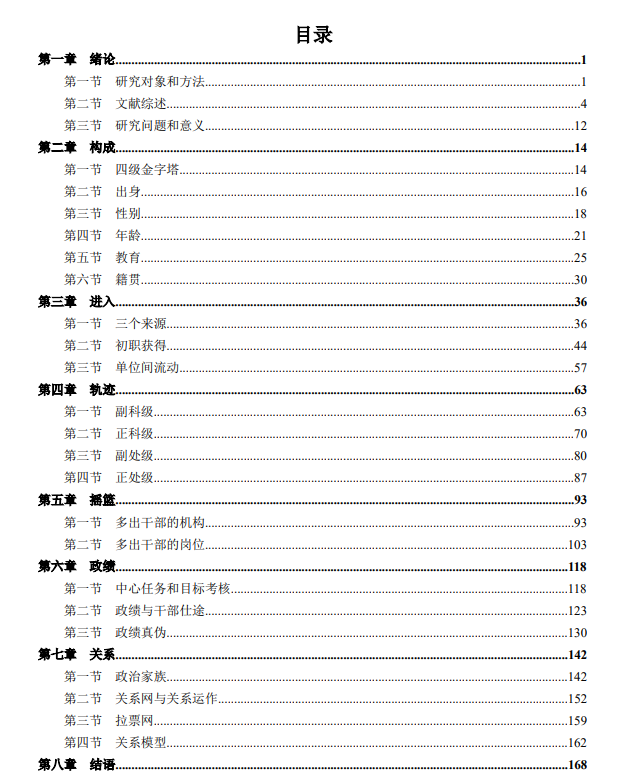 目录
第一章 绪论........1
第一节 研究对象和方法........1
第二节 文献综述........4
第三节 研究问题和意义........12
第二章 构成........14
第一节 四级金字塔........14
第二节 出身........16
第三节 性别........18
第四节 年龄........21
第五节 教育........25
第六节 籍贯........30
第三章 进入........36
第一节 三个来源........36
第二节 初职获得........44
第三节 单位间流动........57
第四章 轨迹........63
第一节 副科级........63
第二节 正科级........70
第三节 副处级........80
第四节 正处级........87
第五章 摇篮........93
第一节 多出干部的机构........93
第二节 多出干部的岗位........103
第六章 政绩........118
第一节 中心任务和目标考核........118
第二节 政绩与干部仕途........123
第三节 政绩真伪........130
第七章 关系........142
第一节 政治家族........142
第二节 关系网与关系运作........152
第三节 拉票网........159
第四节 关系模型........162
第八章 结语........168